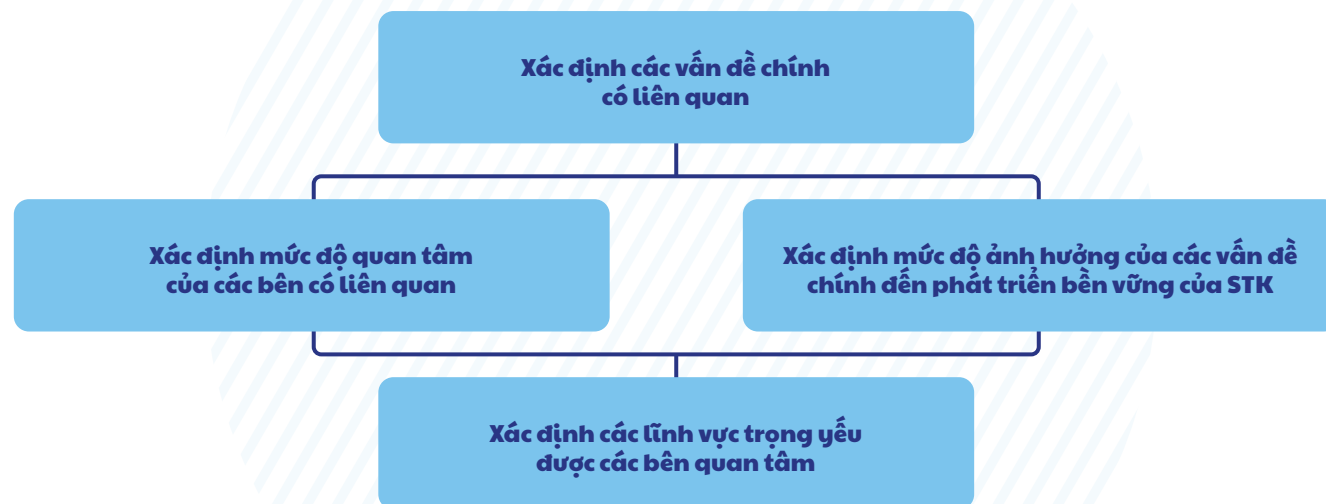 Xác định các vấn đề chính
có liên quan
Xác định mức độ quan tâm
của các bên có liên quan
Xác định mức độ ảnh hưởng của các vấn đề
chính đến phát triển bền vững của STK
Xác định các lĩnh vực trọng yếu
được các bên quan tâm